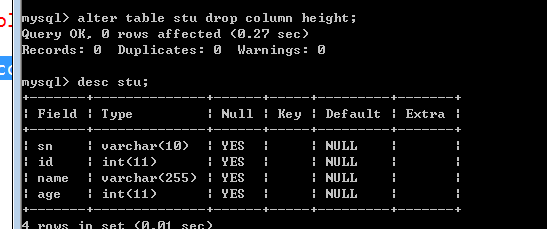 mysql> alter table stu drop column height;
Query OK, 0 rows affected (0.27 sec)
Records: 0  Duplicates: 0  Warnings: 0
mysql> desc stu;
+-------+--------------+------+-----+---------+-------+
| Field | Type         | Null | Key | Default | Extra |
+-------+--------------+------+-----+---------+-------+
| sn    | varchar(10)  | YES  |     | NULL    |       |
| id    | int(11)      | YES  |     | NULL    |       |
| name  | varchar(255) | YES  |     | NULL    |       |
| age   | int(11)      | YES  |     | NULL    |       |
+-------+--------------+------+-----+---------+-------+
4 rows in set (0.01 sec)